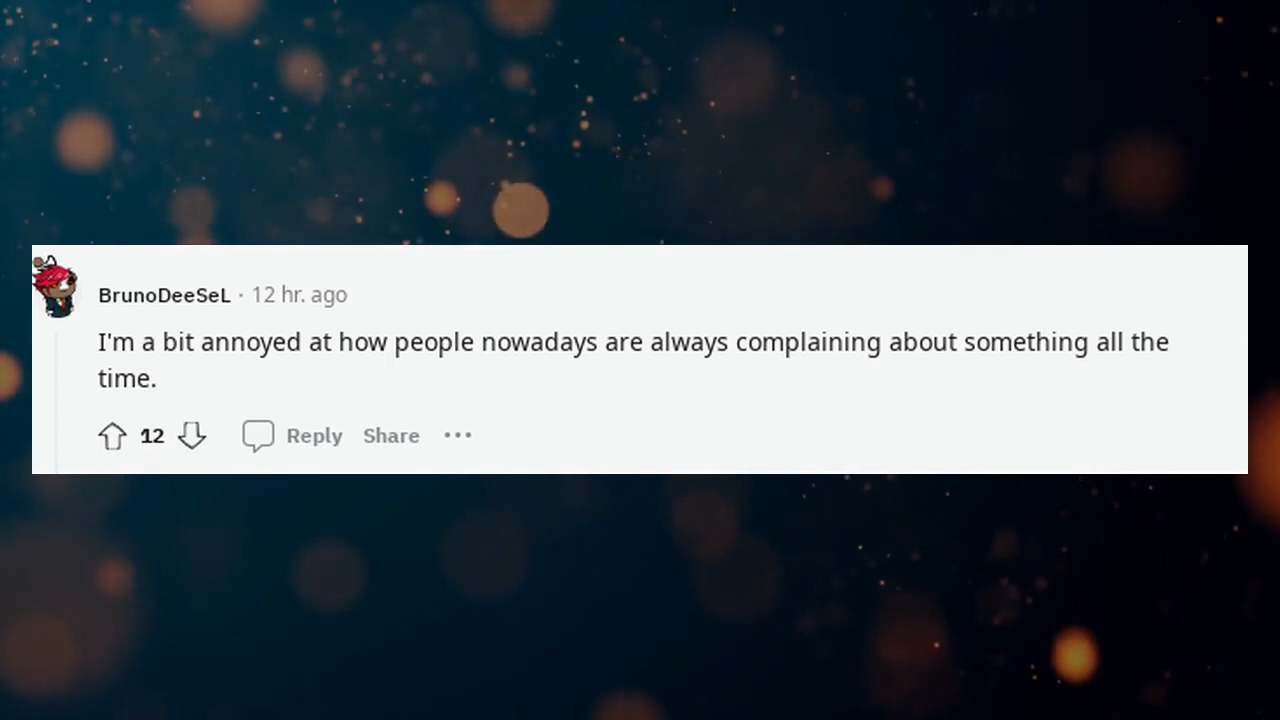 BrunoDeeSeL · 12 hr. ago
I'm a bit annoyed at how people nowadays are always complaining about something all the
time.
12 Reply Share ···